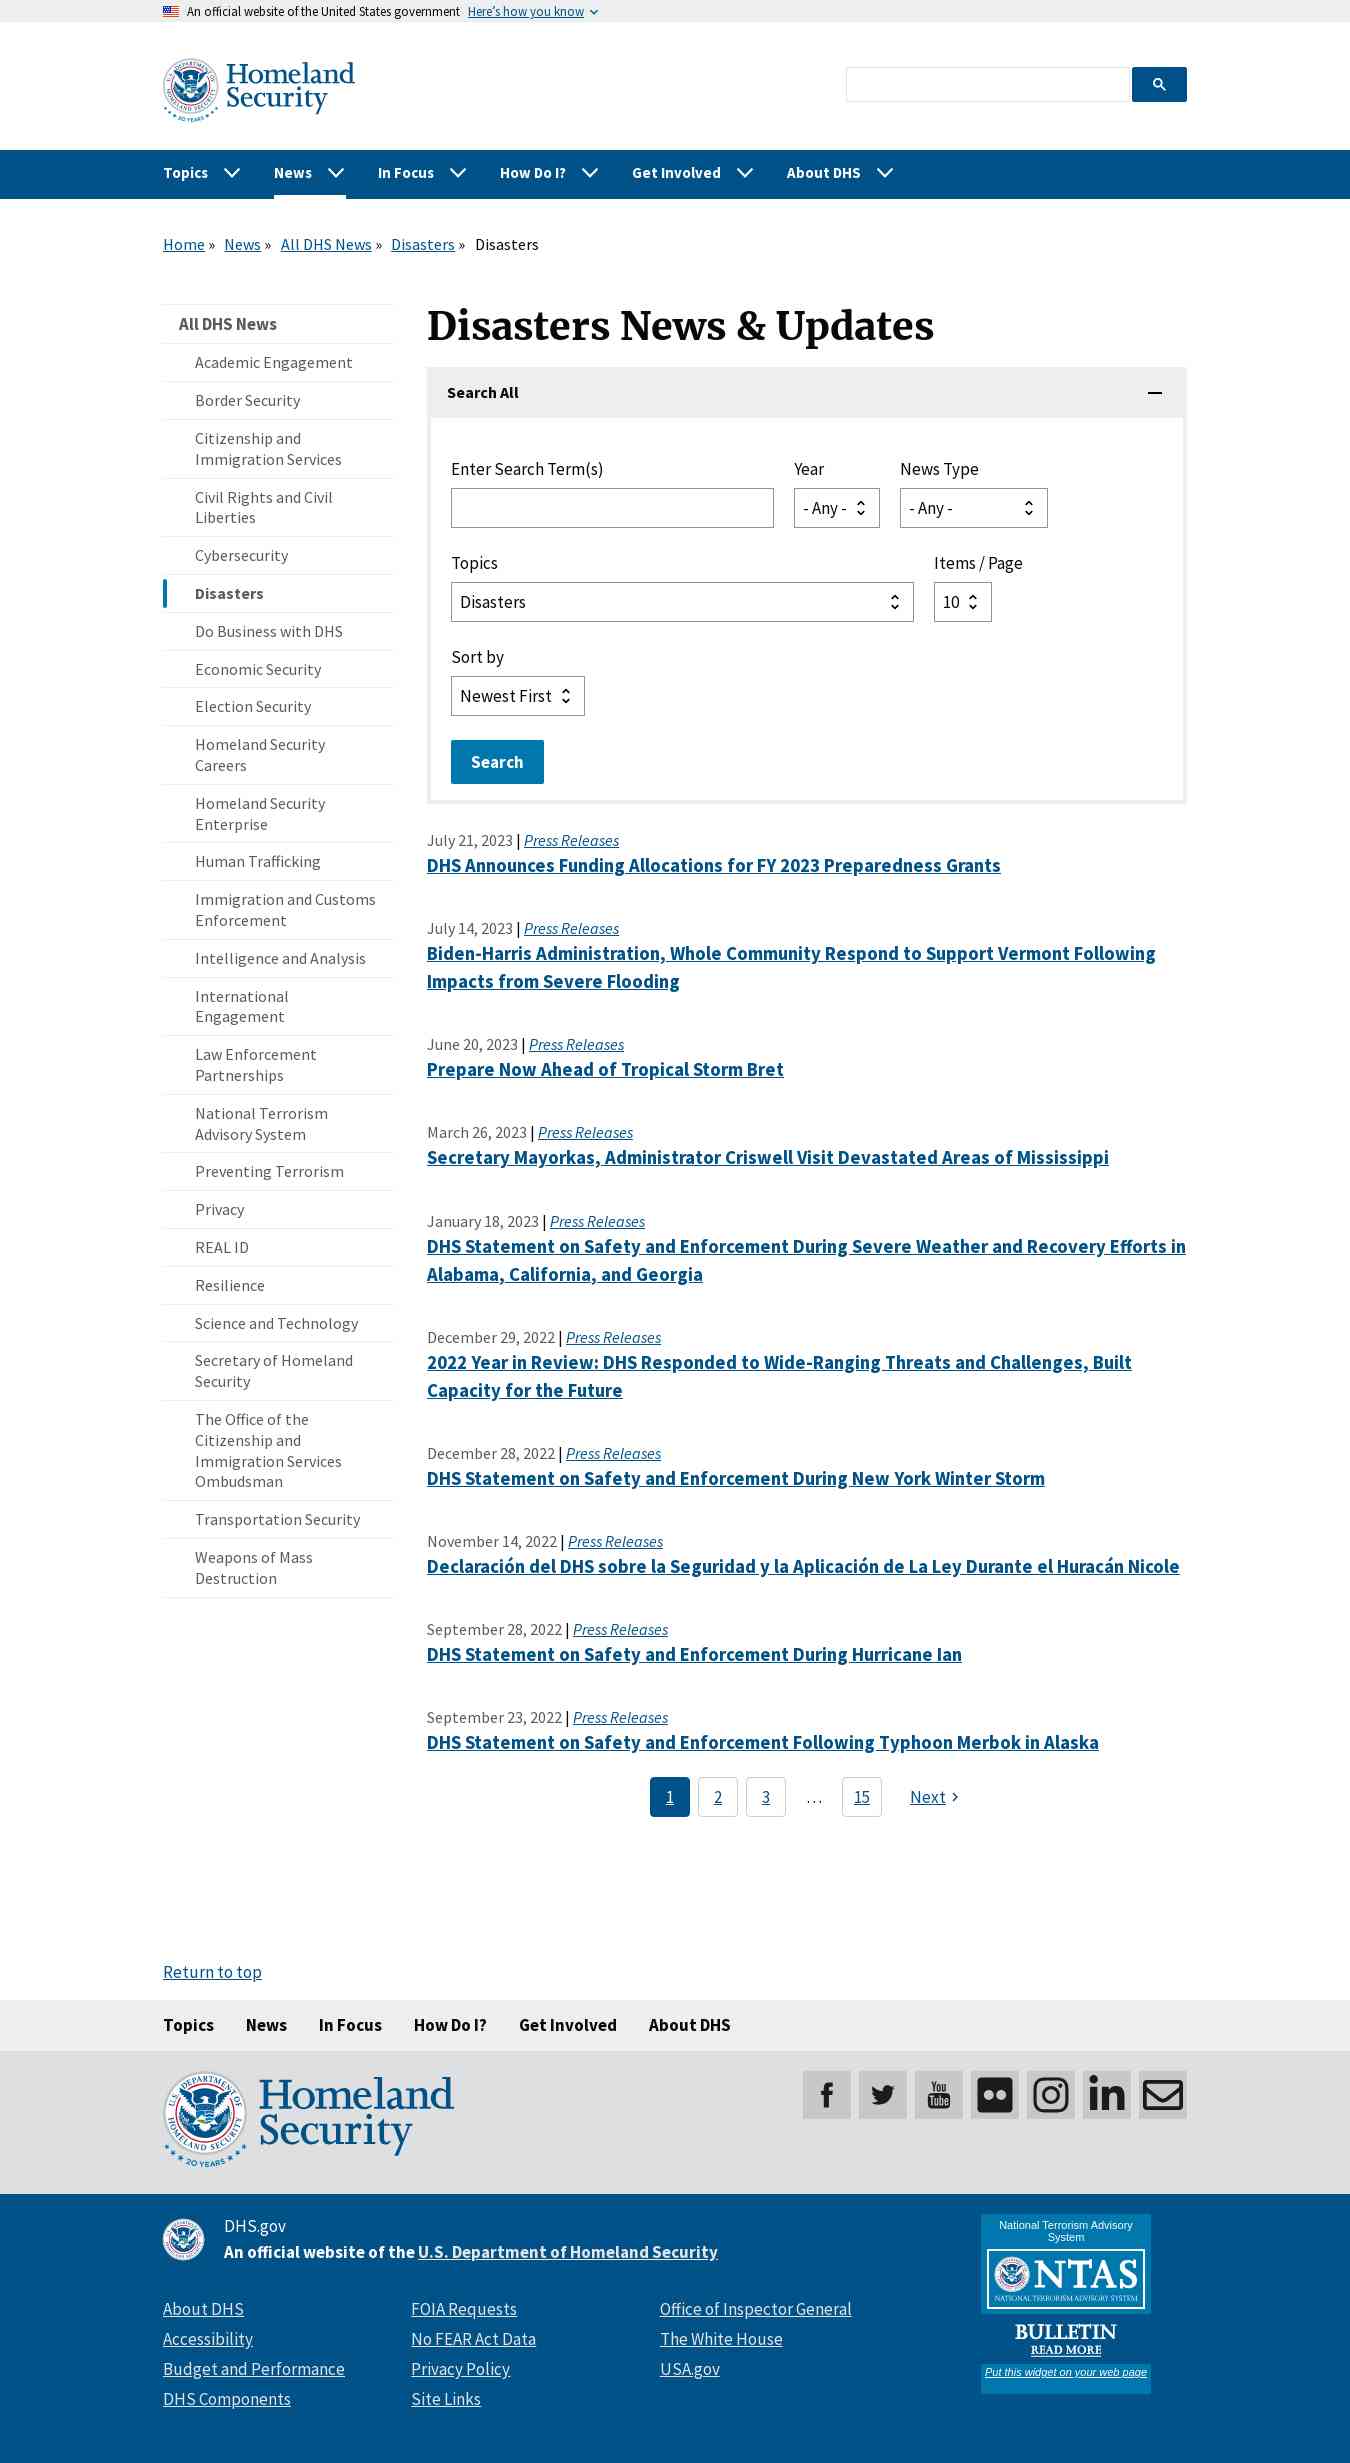 An official website of the United States government Here's how you know
U.S. DEPARTMENT OF
HOMELAND SECURITY
20 YEARS
Homeland
Security
Topics News In Focus How Do I? Get Involved About DHS
Home » News » All DHS News » Disasters » Disasters
All DHS News
Academic Engagement
Border Security
Citizenship and
Immigration Services
Civil Rights and Civil
Liberties
Cybersecurity
Disasters
Do Business with DHS
Economic Security
Election Security
Homeland Security
Careers
Homeland Security
Enterprise
Human Trafficking
Immigration and Customs
Enforcement
Intelligence and Analysis
International
Engagement
Law Enforcement
Partnerships
National Terrorism
Advisory System
Preventing Terrorism
Privacy
REAL ID
Resilience
Science and Technology
Secretary of Homeland
Security
The Office of the
Citizenship and
Immigration Services
Ombudsman
Transportation Security
Weapons of Mass
Destruction
Disasters News & Updates
Search All
Enter Search Term(s) Year News Type
- Any - - Any -
Topics Items / Page
Disasters 10
Sort by
Newest First
Search
July 21, 2023 | Press Releases
DHS Announces Funding Allocations for FY 2023 Preparedness Grants
July 14, 2023 | Press Releases
Biden-Harris Administration, Whole Community Respond to Support Vermont Following
Impacts from Severe Flooding
June 20, 2023 | Press Releases
Prepare Now Ahead of Tropical Storm Bret
March 26, 2023 | Press Releases
Secretary Mayorkas, Administrator Criswell Visit Devastated Areas of Mississippi
January 18, 2023 | Press Releases
DHS Statement on Safety and Enforcement During Severe Weather and Recovery Efforts in
Alabama, California, and Georgia
December 29, 2022 | Press Releases
2022 Year in Review: DHS Responded to Wide-Ranging Threats and Challenges, Built
Capacity for the Future
December 28, 2022 | Press Releases
DHS Statement on Safety and Enforcement During New York Winter Storm
November 14, 2022 | Press Releases
Declaración del DHS sobre la Seguridad y la Aplicación de La Ley Durante el Huracán Nicole
September 28, 2022 | Press Releases
DHS Statement on Safety and Enforcement During Hurricane Ian
September 23, 2022 | Press Releases
DHS Statement on Safety and Enforcement Following Typhoon Merbok in Alaska
1 2 3 … 15 Next
Return to top
Topics News In Focus How Do I? Get Involved About DHS
U.S. DEPARTMENT OF
HOMELAND SECURITY
20 YEARS
Homeland
Security
f You Tube in
DHS.gov
An official website of the U.S. Department of Homeland Security
About DHS
Accessibility
Budget and Performance
DHS Components
FOIA Requests
No FEAR Act Data
Privacy Policy
Site Links
Office of Inspector General
The White House
USA.gov
National Terrorism Advisory
System
NTAS
NATIONAL TERRORISM ADVISORY SYSTEM
BULLETIN
READ MORE
Put this widget on your web page